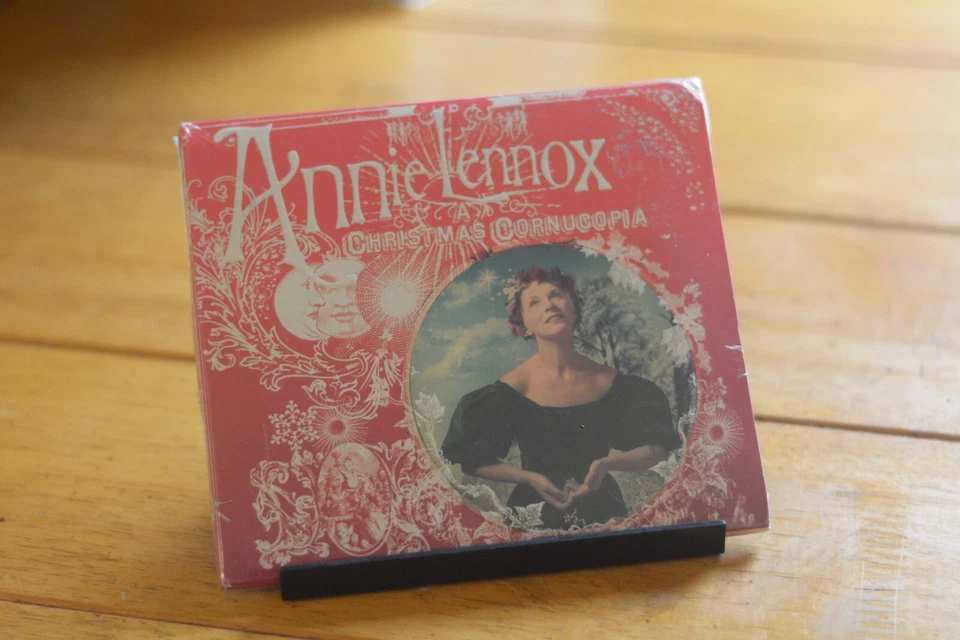 Annie Lennox
A
Christmas Cornucopia